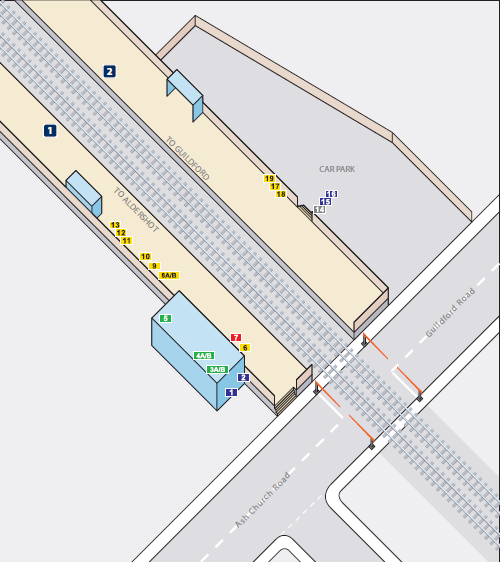 2
1
TO GUILDFORD
CAR PARK
19
17
18
16
15
14
TO ALDERSHOT
13
12
11
10
9
8A/B
5
7
6
4A/B
3A/B
2
1
Guildford Road
Ash Church Road